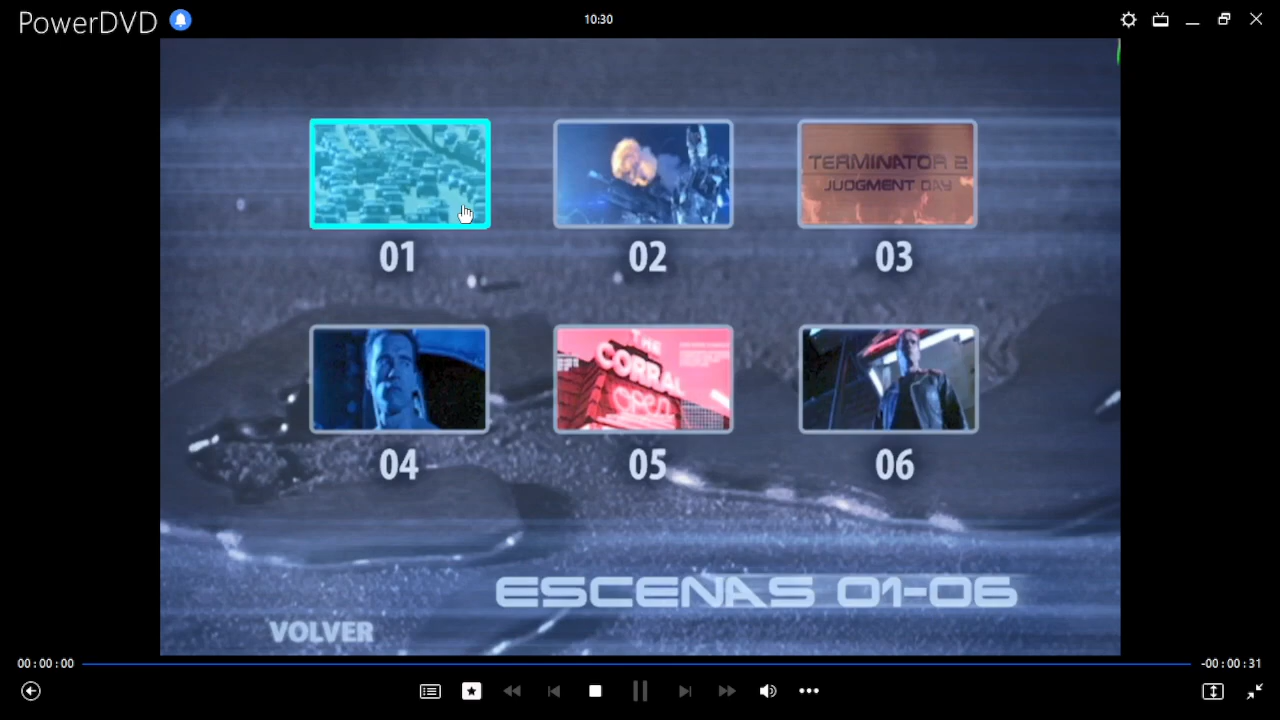 PowerDVD
10:30
TERMINATOR 2
JUDGMENT DAY
01
02
03
THE
CORRAL
OPEN
04
05
06
ESCENAS 01-06
VOLVER
00:00:00
-00:00:31